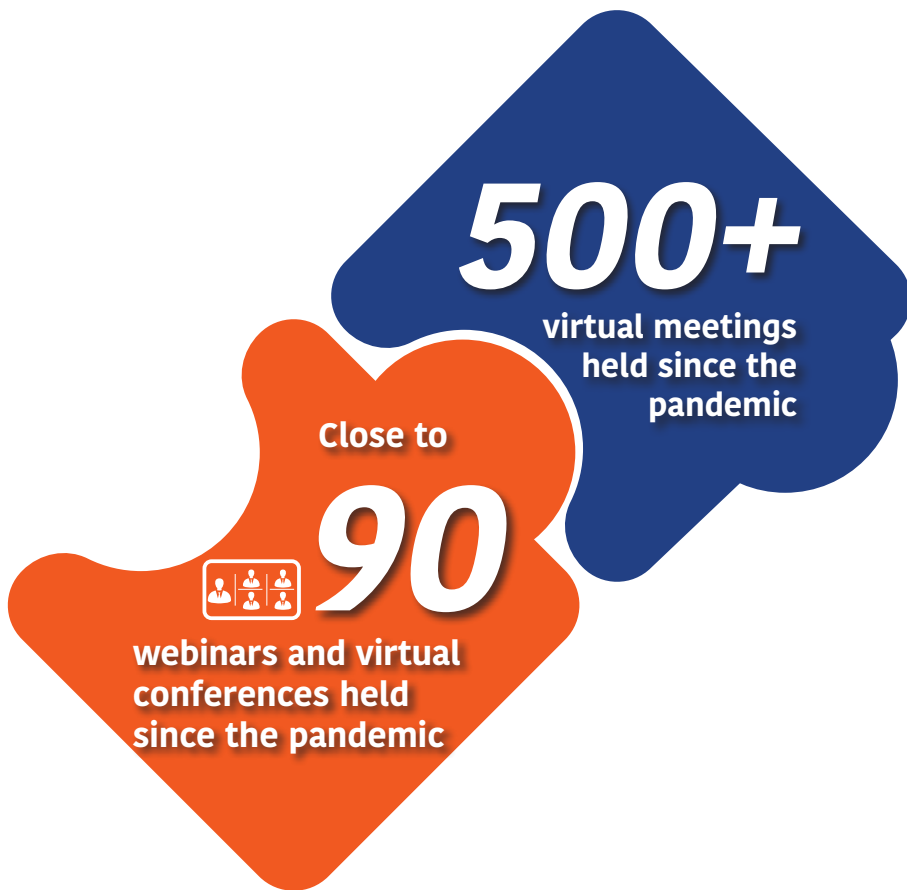 500+
virtual meetings
held since the
pandemic
Close to
90
webinars and virtual
conferences held
since the pandemic